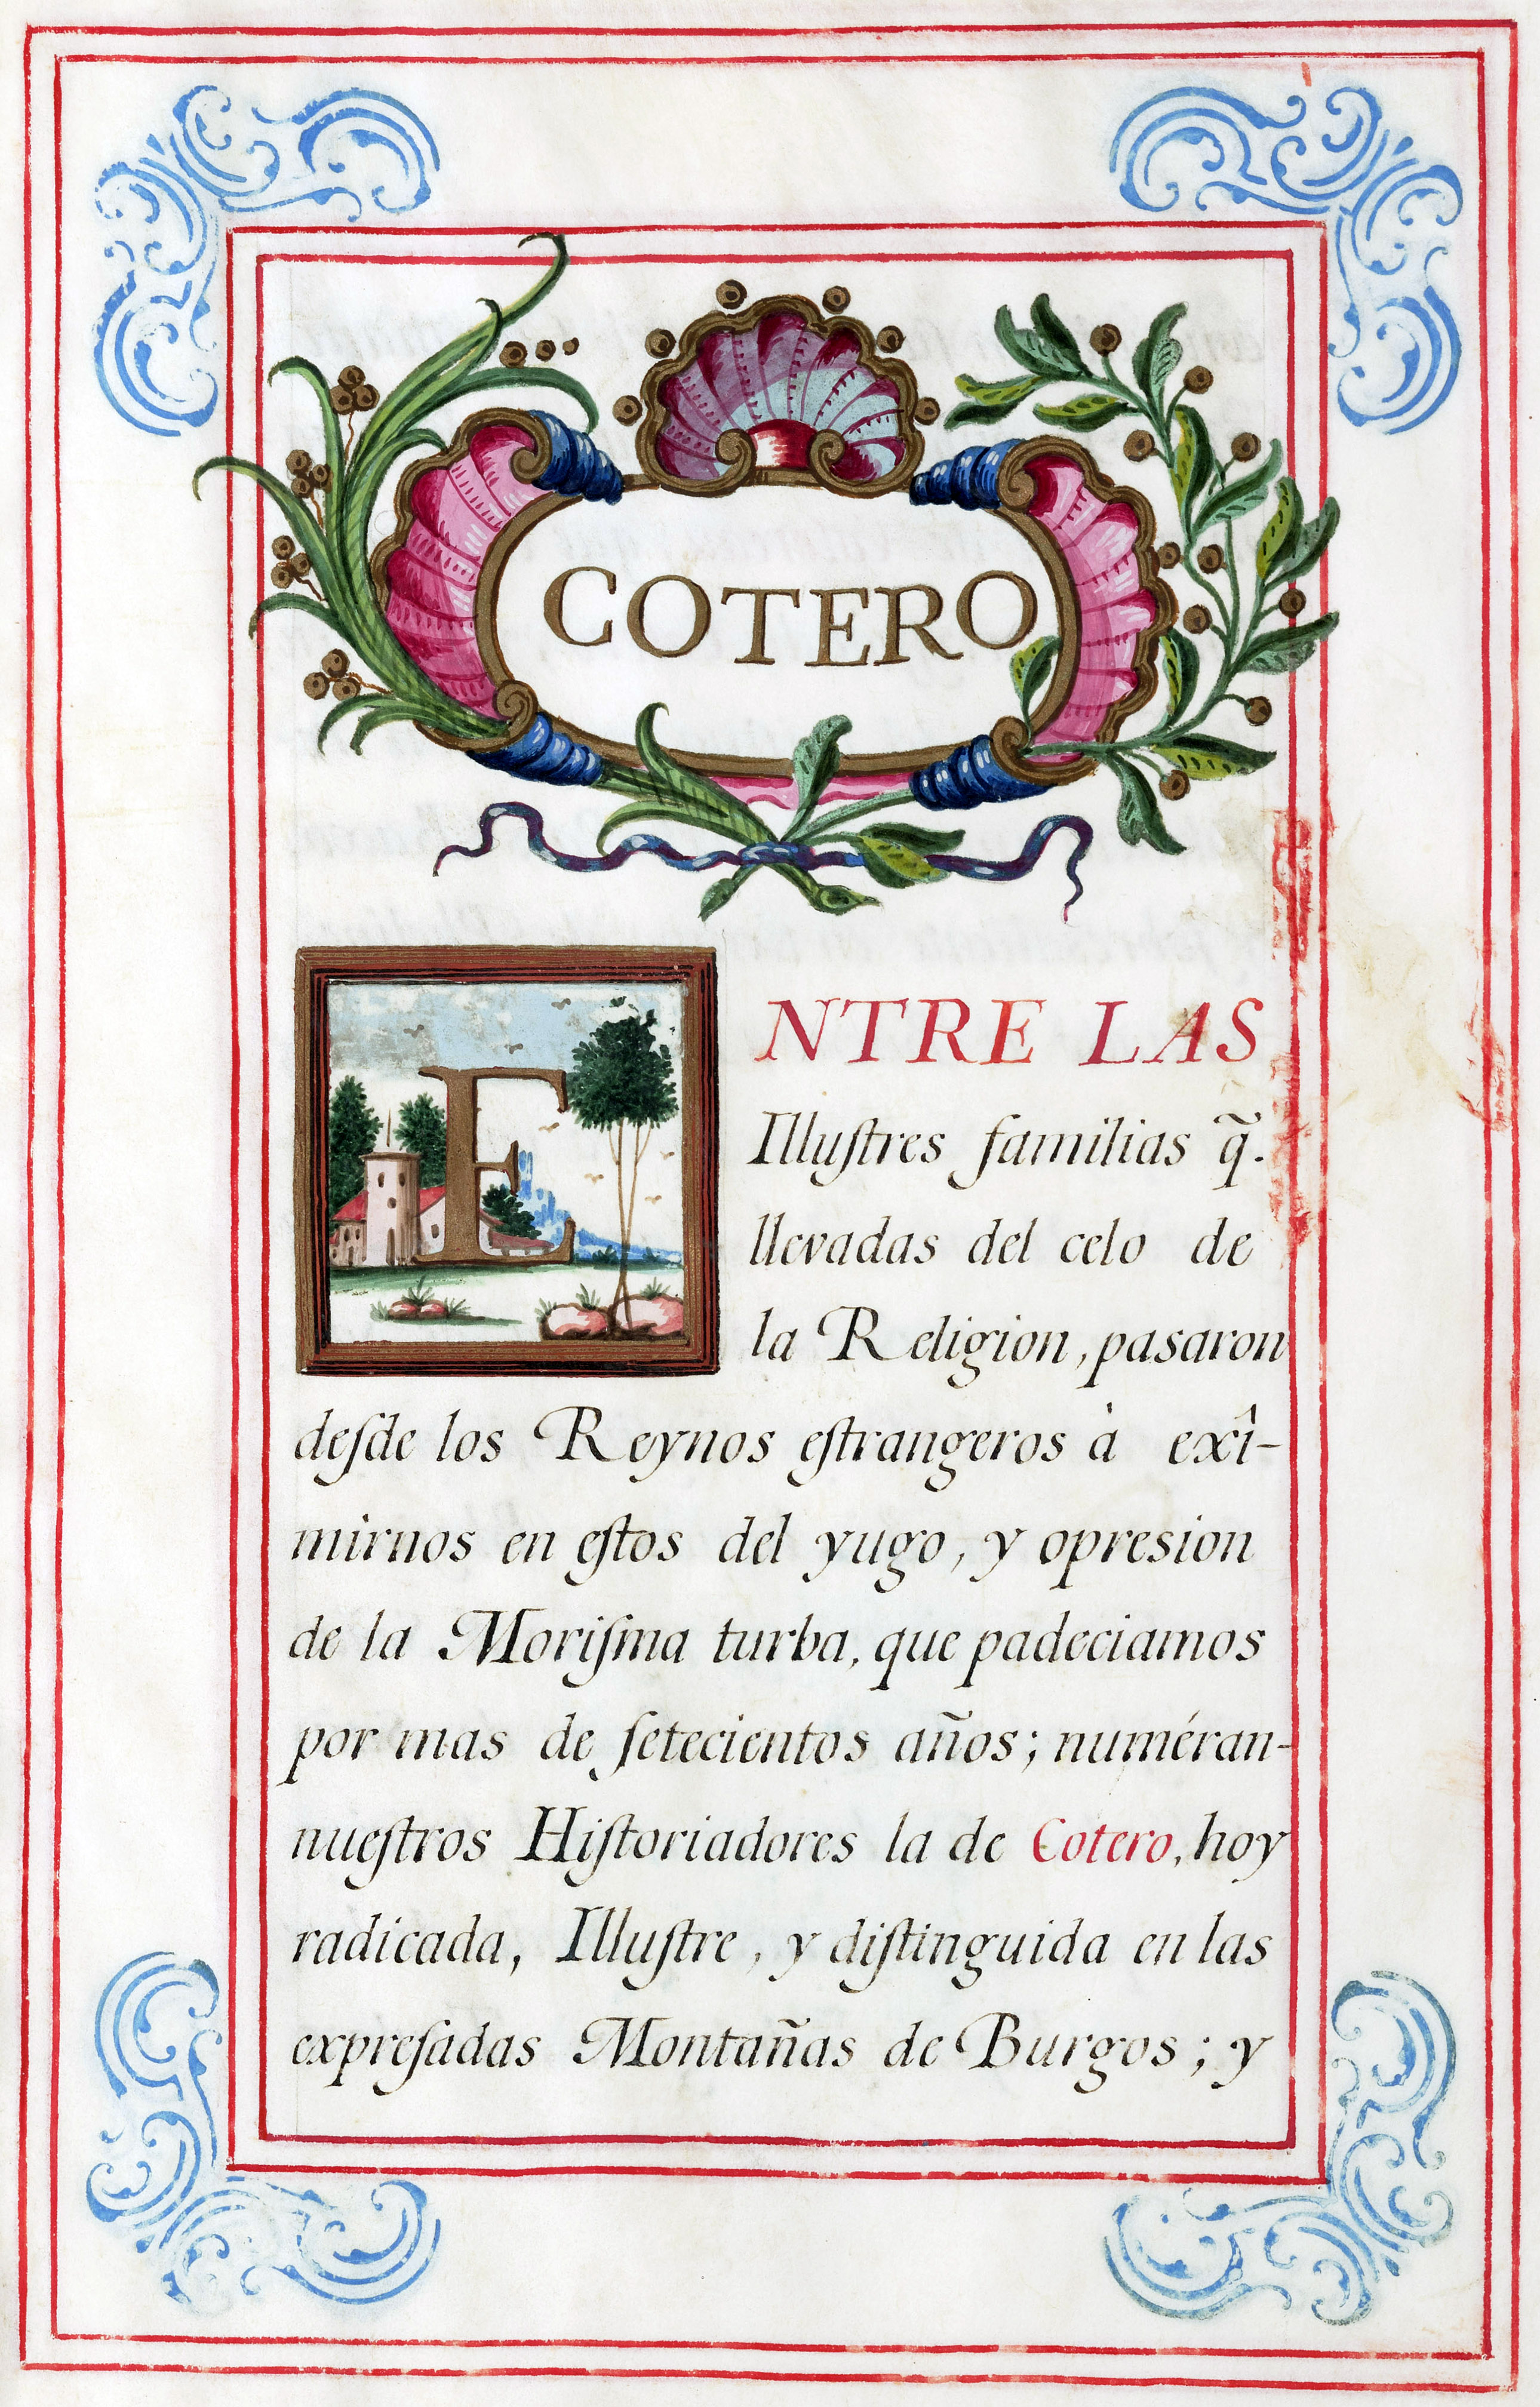 COTERO
ENTRE LAS
Illuſtres familias q̃.
llevadas del celo de
la Religion, pasaron
deſde los Reynos eſtrangeros à exî-
mirnos en eſtos del yugo, y opresion
de la Moriſma turba, que padeciamos
por mas de ſetecientos años; numéran-
nueſtros Hiſtoriadores la de Cotero, hoy
radicada, Illuſtre, y diſtinguida en las
expreſadas Montañas de Burgos; y